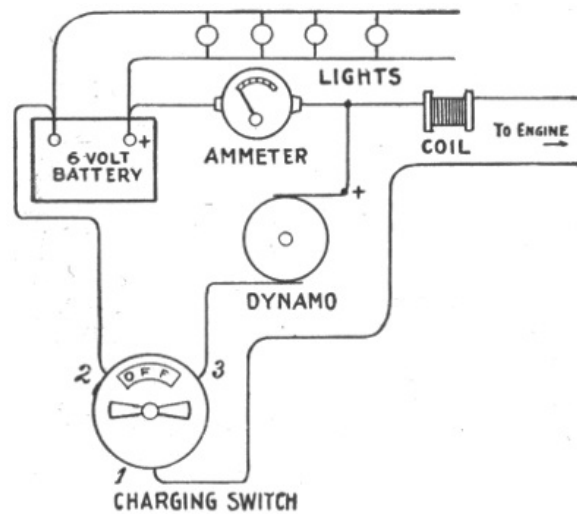 LIGHTS
+
6 VOLT
BATTERY
AMMETER
COIL
TO ENGINE
+
DYNAMO
2
OFF
3
1
CHARGING SWITCH